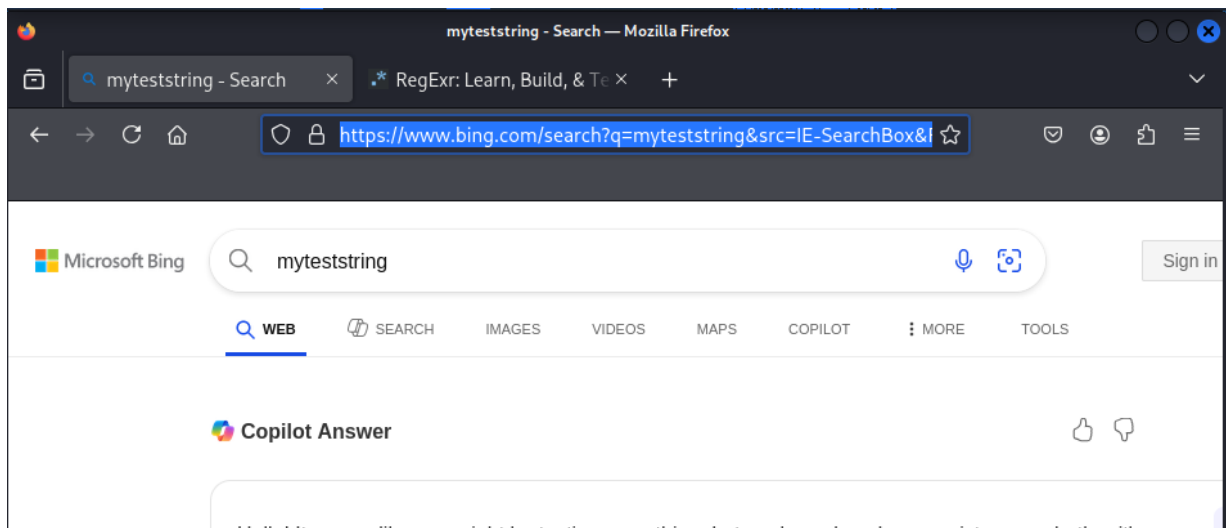 myteststring - Search — Mozilla Firefox
myteststring - Search
RegExr: Learn, Build, & Te
https://www.bing.com/search?q=myteststring&src=IE-SearchBox&F
Microsoft Bing
myteststring
Sign in
WEB SEARCH IMAGES VIDEOS MAPS COPILOT MORE TOOLS
Copilot Answer